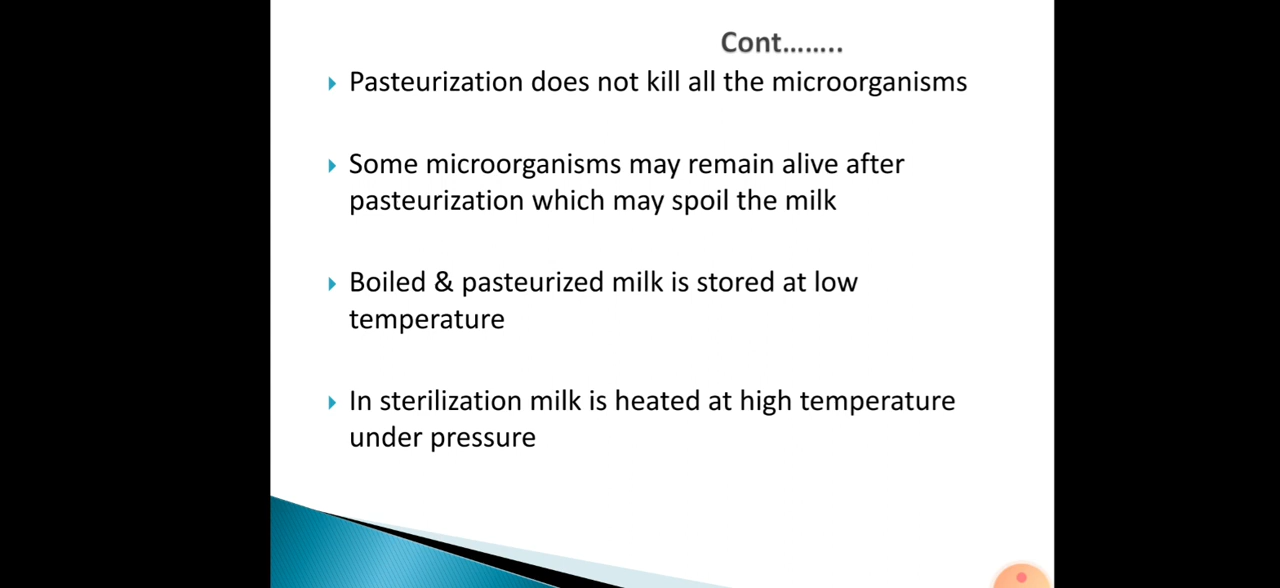 Cont........
Pasteurization does not kill all the microorganisms
Some microorganisms may remain alive after
pasteurization which may spoil the milk
Boiled & pasteurized milk is stored at low
temperature
In sterilization milk is heated at high temperature
under pressure